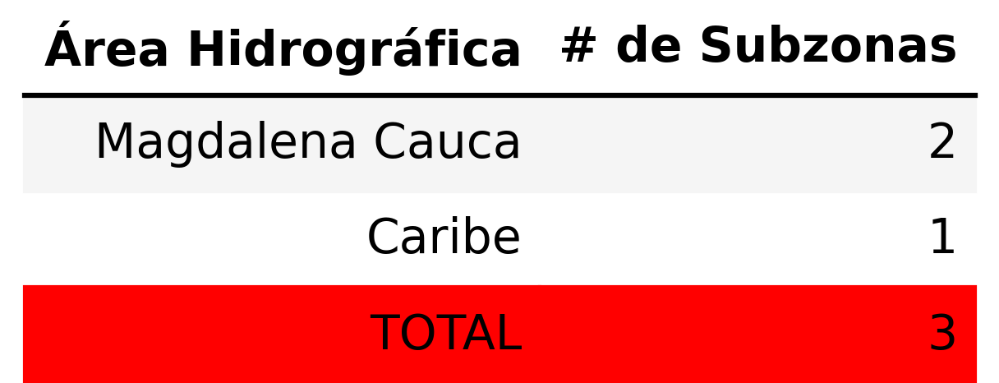 Área Hidrográfica # de Subzonas
Magdalena Cauca 2
Caribe 1
TOTAL 3